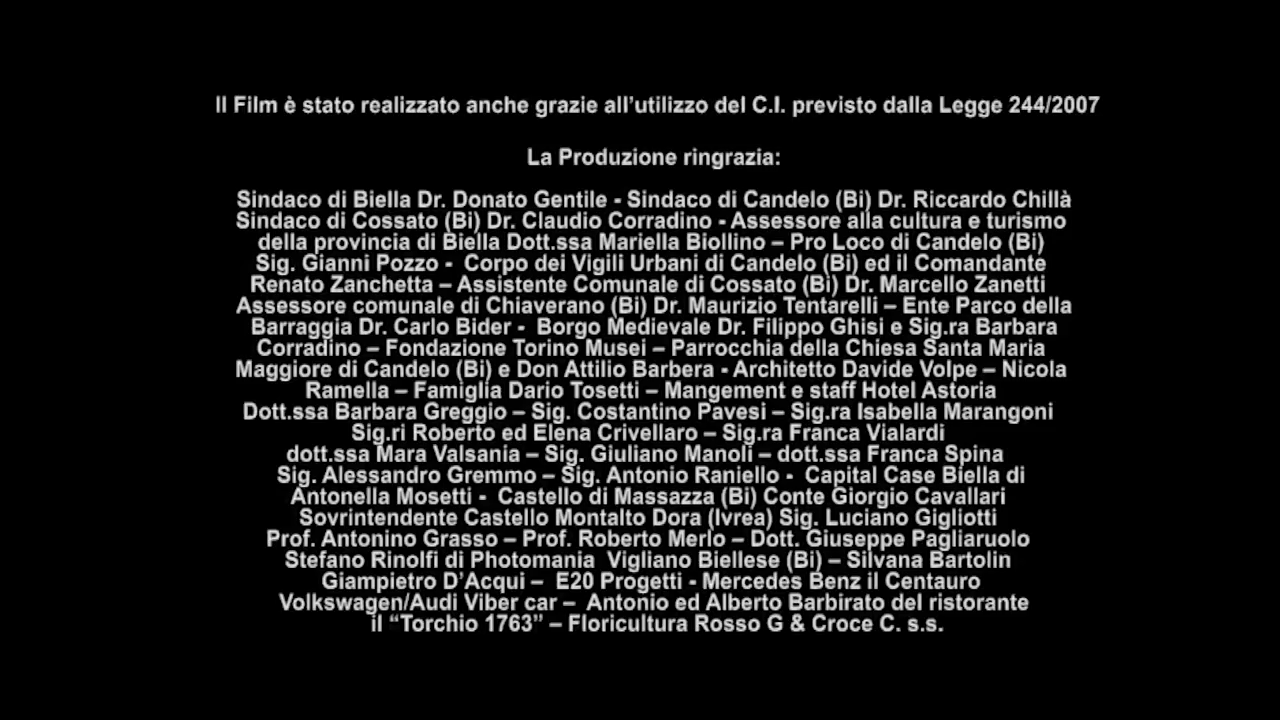 Il Film è stato realizzato anche grazie all'utilizzo del C.I. previsto dalla Legge 244/2007
La Produzione ringrazia:
Sindaco di Biella Dr. Donato Gentile - Sindaco di Candelo (Bi) Dr. Riccardo Chillà
Sindaco di Cossato (Bi) Dr. Claudio Corradino - Assessore alla cultura e turismo
della provincia di Biella Dott.ssa Mariella Biollino – Pro Loco di Candelo (Bi)
Sig. Gianni Pozzo - Corpo dei Vigili Urbani di Candelo (Bi) ed il Comandante
Renato Zanchetta – Assistente Comunale di Cossato (Bi) Dr. Marcello Zanetti
Assessore comunale di Chiaverano (Bi) Dr. Maurizio Tentarelli – Ente Parco della
Barraggia Dr. Carlo Bider - Borgo Medievale Dr. Filippo Ghisi e Sig.ra Barbara
Corradino – Fondazione Torino Musei – Parrocchia della Chiesa Santa Maria
Maggiore di Candelo (Bi) e Don Attilio Barbera - Architetto Davide Volpe – Nicola
Ramella – Famiglia Dario Tosetti – Mangement e staff Hotel Astoria
Dott.ssa Barbara Greggio – Sig. Costantino Pavesi – Sig.ra Isabella Marangoni
Sig.ri Roberto ed Elena Crivellaro – Sig.ra Franca Vialardi
dott.ssa Mara Valsania – Sig. Giuliano Manoli – dott.ssa Franca Spina
Sig. Alessandro Gremmo – Sig. Antonio Raniello - Capital Case Biella di
Antonella Mosetti - Castello di Massazza (Bi) Conte Giorgio Cavallari
Sovrintendente Castello Montalto Dora (Ivrea) Sig. Luciano Gigliotti
Prof. Antonino Grasso – Prof. Roberto Merlo – Dott. Giuseppe Pagliaruolo
Stefano Rinolfi di Photomania Vigliano Biellese (Bi) – Silvana Bartolin
Giampietro D'Acqui – E20 Progetti - Mercedes Benz il Centauro
Volkswagen/Audi Viber car – Antonio ed Alberto Barbirato del ristorante
il “Torchio 1763” – Floricultura Rosso G & Croce C. s.s.